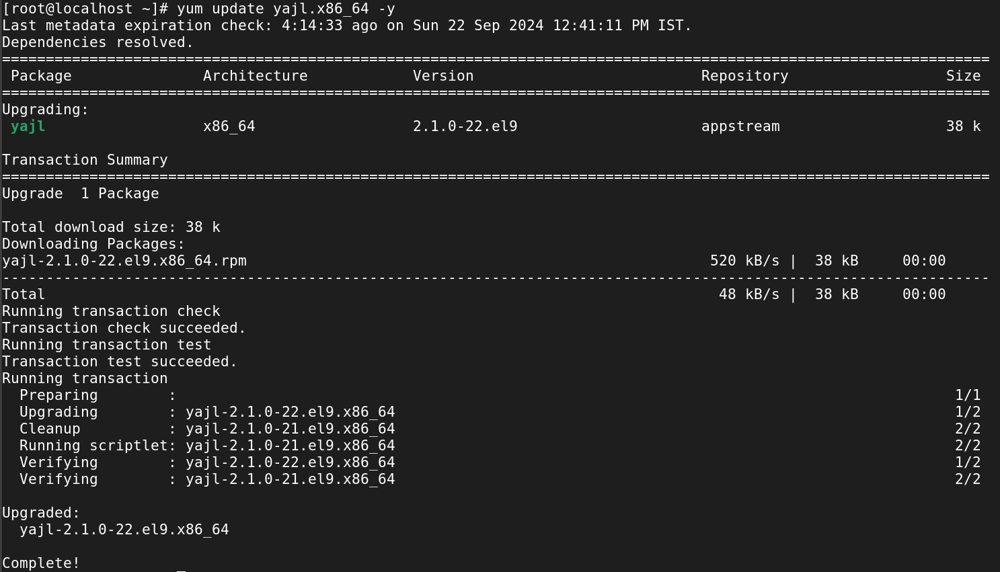 [root@localhost ~]# yum update yajl.x86_64 -y
Last metadata expiration check: 4:14:33 ago on Sun 22 Sep 2024 12:41:11 PM IST.
Dependencies resolved.
=================================================================================================================
 Package               Architecture            Version                          Repository                  Size
=================================================================================================================
Upgrading:
 yajl                  x86_64                  2.1.0-22.el9                     appstream                   38 k

Transaction Summary
=================================================================================================================
Upgrade  1 Package

Total download size: 38 k
Downloading Packages:
yajl-2.1.0-22.el9.x86_64.rpm                                                     520 kB/s |  38 kB     00:00
-----------------------------------------------------------------------------------------------------------------
Total                                                                             48 kB/s |  38 kB     00:00
Running transaction check
Transaction check succeeded.
Running transaction test
Transaction test succeeded.
Running transaction
  Preparing        :                                                                                         1/1
  Upgrading        : yajl-2.1.0-22.el9.x86_64                                                                1/2
  Cleanup          : yajl-2.1.0-21.el9.x86_64                                                                2/2
  Running scriptlet: yajl-2.1.0-21.el9.x86_64                                                                2/2
  Verifying        : yajl-2.1.0-22.el9.x86_64                                                                1/2
  Verifying        : yajl-2.1.0-21.el9.x86_64                                                                2/2

Upgraded:
  yajl-2.1.0-22.el9.x86_64

Complete!